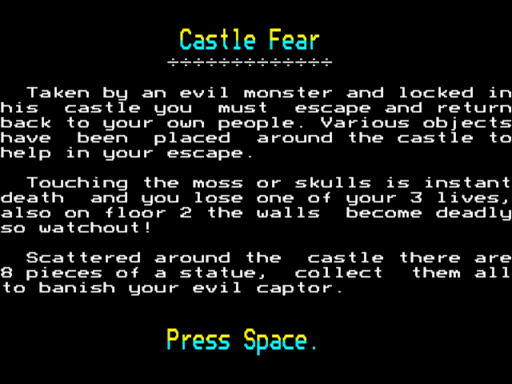 Castle Fear
÷÷÷÷÷÷÷÷÷÷÷÷÷
Taken by an evil monster and locked in
his castle you must escape and return
back to your own people. Various objects
have been placed around the castle to
help in your escape.
Touching the moss or skulls is instant
death and you lose one of your 3 lives,
also on floor 2 the walls become deadly
so watchout!
Scattered around the castle there are
8 pieces of a statue, collect them all
to banish your evil captor.
Press Space.